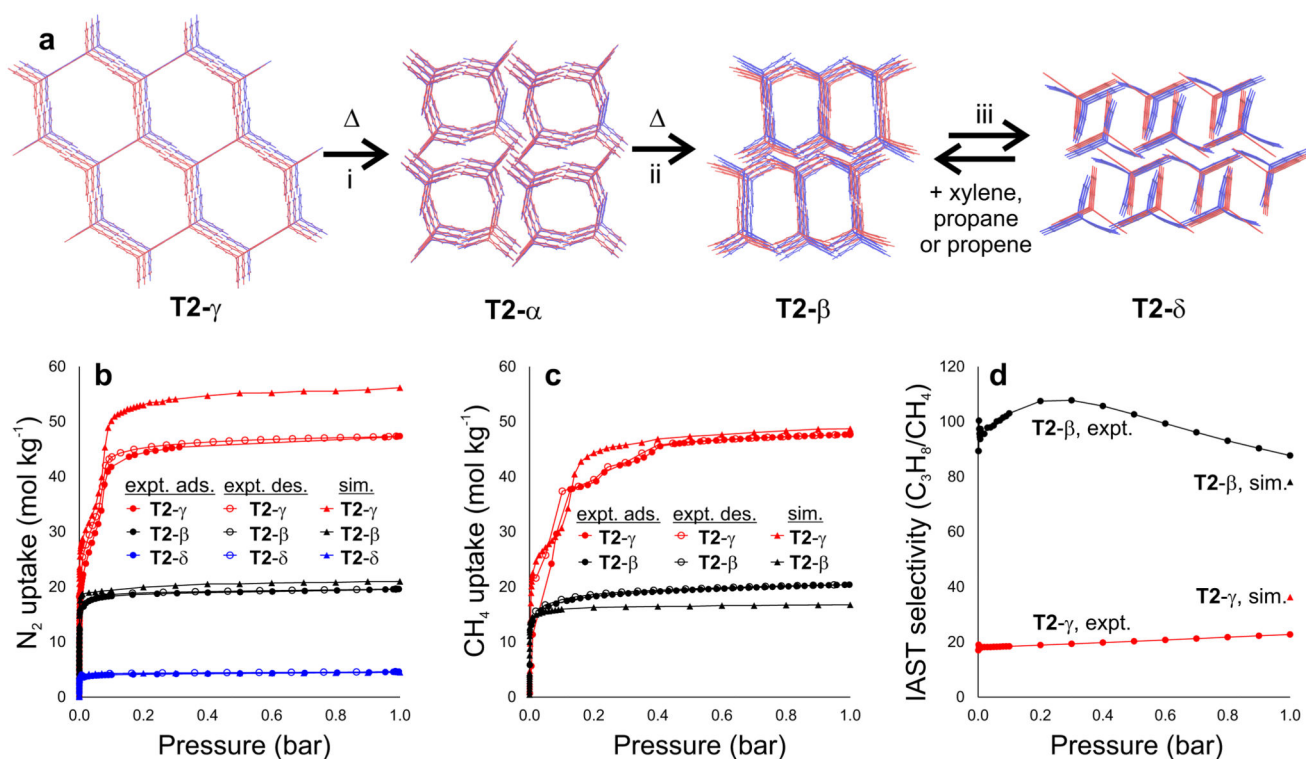 a
Δ
i
Δ
ii
iii
+ xylene,
propane
or propene
T2-γ
T2-α
T2-β
T2-δ
b
N2 uptake (mol kg-1)
60
50
40
30
20
10
0
expt. ads. expt. des. sim.
T2-γ T2-γ T2-γ
T2-β T2-β T2-β
T2-δ T2-δ T2-δ
0.0 0.2 0.4 0.6 0.8 1.0
Pressure (bar)
c
CH4 uptake (mol kg-1)
60
50
40
30
20
10
0
expt. ads. expt. des. sim.
T2-γ T2-γ T2-γ
T2-β T2-β T2-β
0.0 0.2 0.4 0.6 0.8 1.0
Pressure (bar)
d
IAST selectivity (C3H8/CH4)
120
100
80
60
40
20
0
T2-β, expt.
T2-β, sim.
T2-γ, sim.
T2-γ, expt.
0.0 0.2 0.4 0.6 0.8 1.0
Pressure (bar)